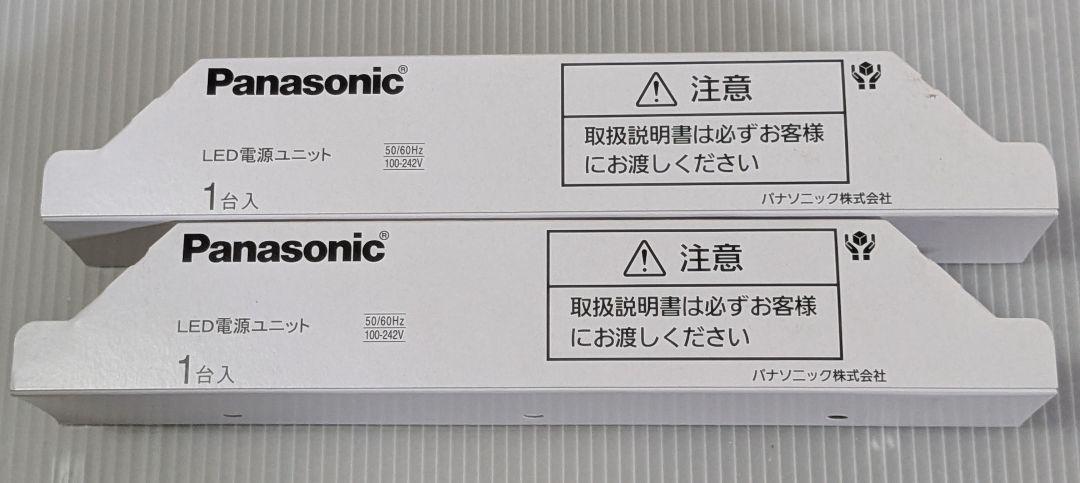 Panasonic®
LED電源ユニット
50/60Hz
100-242V
1台入
注意
取扱説明書は必ずお客様
にお渡しください
パナソニック株式会社
Panasonic®
LED電源ユニット
50/60Hz
100-242V
1台入
注意
取扱説明書は必ずお客様
にお渡しください
パナソニック株式会社